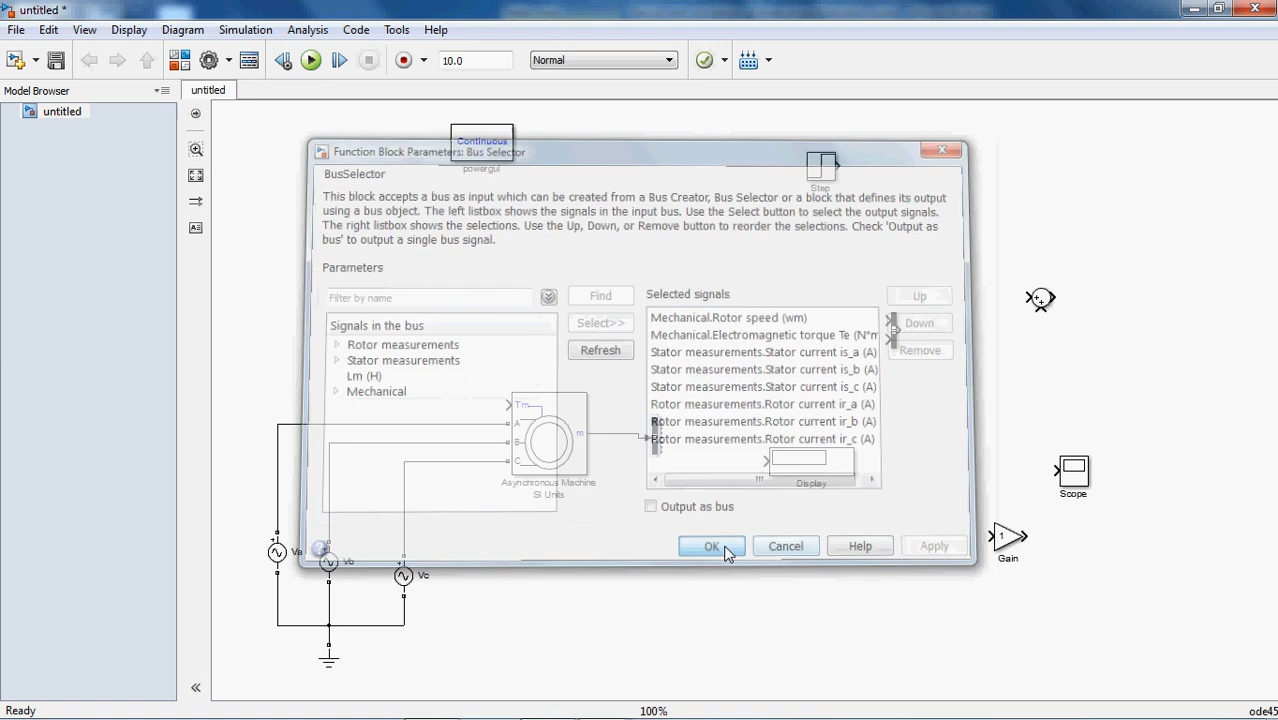 untitled *
File Edit View Display Diagram Simulation Analysis Code Tools Help
10.0
Normal
Model Browser
untitled
untitled
Continuous
powergui
Function Block Parameters: Bus Selector
Step
BusSelector
This block accepts a bus as input which can be created from a Bus Creator, Bus Selector or a block that defines its output
using a bus object. The left listbox shows the signals in the input bus. Use the Select button to select the output signals.
The right listbox shows the selections. Use the Up, Down, or Remove button to reorder the selections. Check 'Output as
bus' to output a single bus signal.
Parameters
Filter by name
Find
Select>>
Refresh
Signals in the bus
Rotor measurements
Stator measurements
Lm (H)
Mechanical
Selected signals
Mechanical.Rotor speed (wm)
Mechanical.Electromagnetic torque Te (N*m
Stator measurements.Stator current is_a (A)
Stator measurements.Stator current is_b (A)
Stator measurements.Stator current is_c (A)
Rotor measurements.Rotor current ir_a (A)
Rotor measurements.Rotor current ir_b (A)
Rotor measurements.Rotor current ir_c (A)
Up
Down
Remove
Output as bus
OK
Cancel
Help
Apply
Tm
A
B
C
m
Asynchronous Machine
SI Units
Display
Scope
1
Gain
Va
Vb
Vc
Ready
100%
ode45